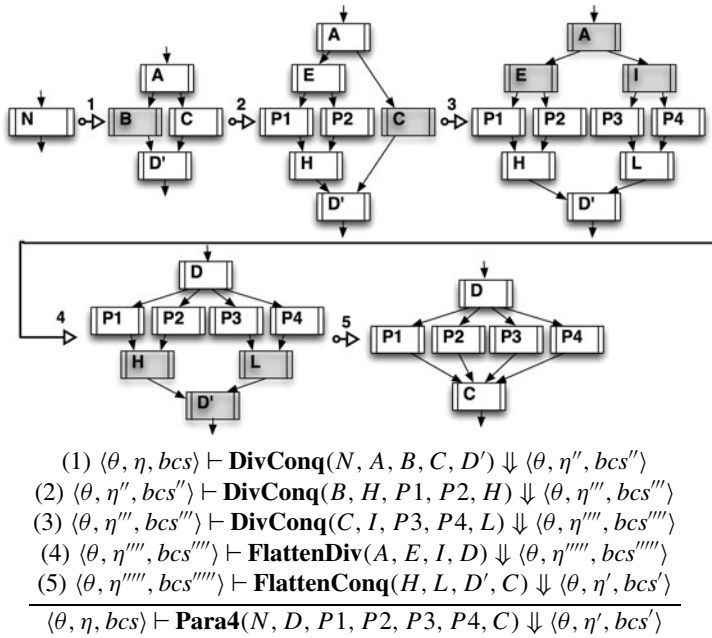 A
A
A
E
E
I
N
1
B
C
2
P1
P2
C
3
P1
P2
P3
P4
D'
H
H
L
D'
D'
D
D
4
P1
P2
P3
P4
5
P1
P2
P3
P4
H
L
D'
C
(1) ⟨θ, η, bcs⟩ ⊢ DivConq(N, A, B, C, D′) ⇓ ⟨θ, η″, bcs″⟩
(2) ⟨θ, η″, bcs″⟩ ⊢ DivConq(B, H, P1, P2, H) ⇓ ⟨θ, η‴, bcs‴⟩
(3) ⟨θ, η‴, bcs‴⟩ ⊢ DivConq(C, I, P3, P4, L) ⇓ ⟨θ, η⁗, bcs⁗⟩
(4) ⟨θ, η⁗, bcs⁗⟩ ⊢ FlattenDiv(A, E, I, D) ⇓ ⟨θ, η′′′′′, bcs′′′′′⟩
(5) ⟨θ, η′′′′′, bcs′′′′′⟩ ⊢ FlattenConq(H, L, D′, C) ⇓ ⟨θ, η′, bcs′⟩
⟨θ, η, bcs⟩ ⊢ Para4(N, D, P1, P2, P3, P4, C) ⇓ ⟨θ, η′, bcs′⟩